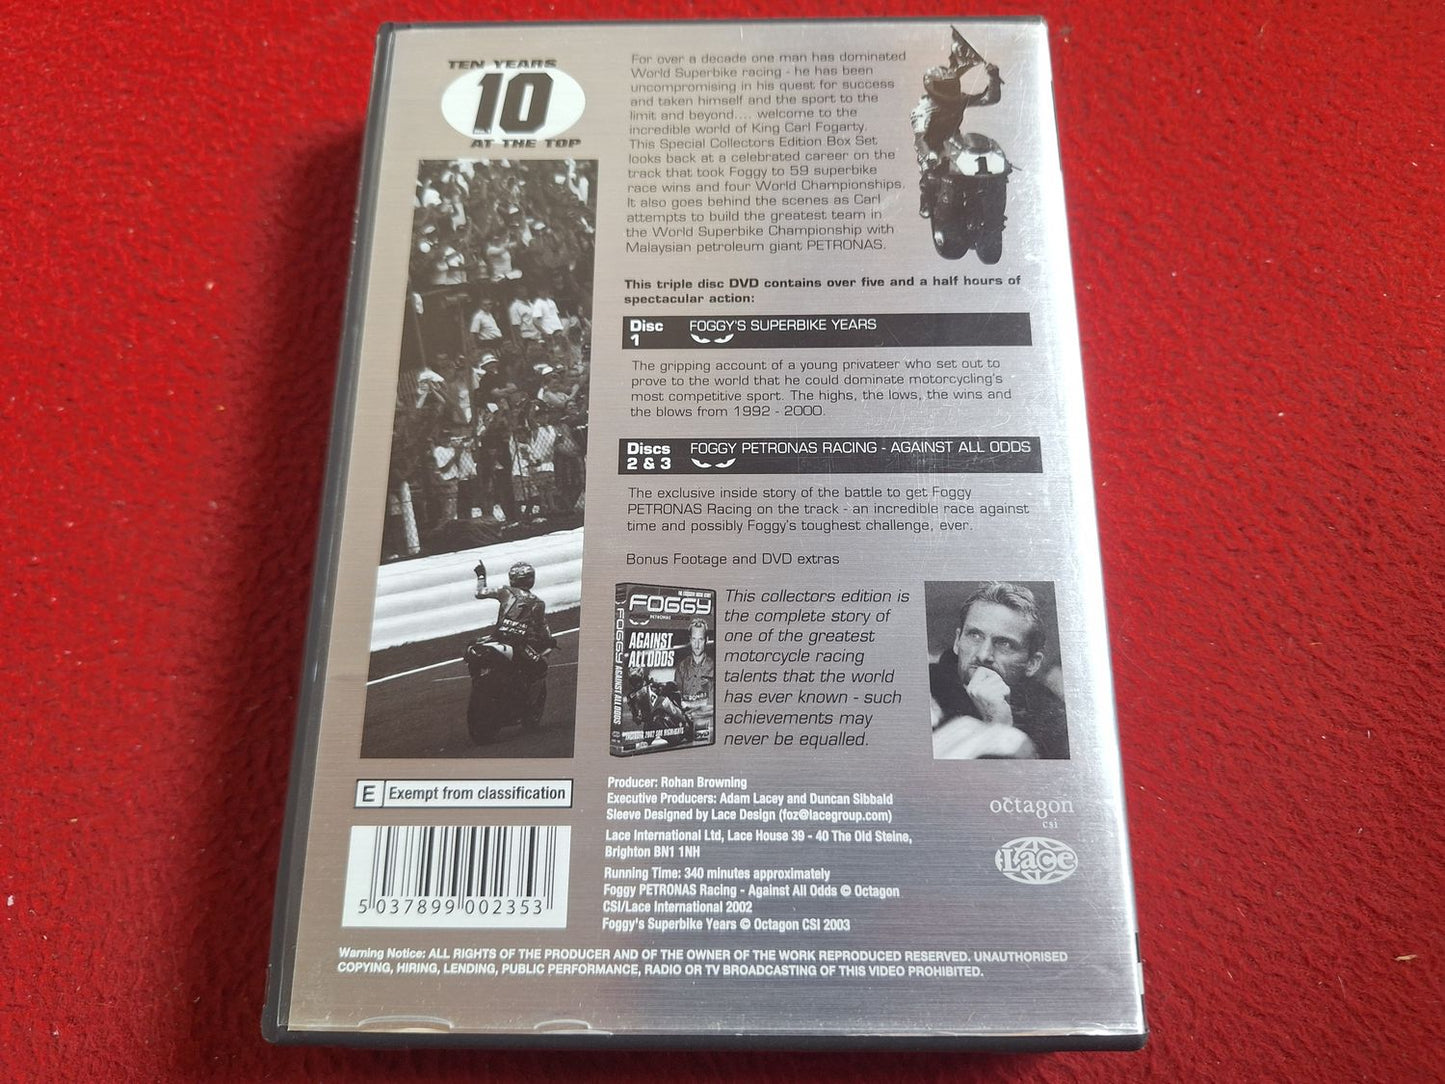 TEN YEARS
10
AT THE TOP
For over a decade one man has dominated
World Superbike racing - he has been
uncompromising in his quest for success
and taken himself and the sport to the
limit and beyond.... welcome to the
incredible world of King Carl Fogarty.
This Special Collectors Edition Box Set
looks back at a celebrated career on the
track that took Foggy to 59 superbike
race wins and four World Championships.
It also goes behind the scenes as Carl
attempts to build the greatest team in
the World Superbike Championship with
Malaysian petroleum giant PETRONAS.
1
This triple disc DVD contains over five and a half hours of
spectacular action:
Disc
1
FOGGY'S SUPERBIKE YEARS
The gripping account of a young privateer who set out to
prove to the world that he could dominate motorcycling's
most competitive sport. The highs, the lows, the wins and
the blows from 1992 - 2000.
Discs
2 & 3
FOGGY PETRONAS RACING - AGAINST ALL ODDS
The exclusive inside story of the battle to get Foggy
PETRONAS Racing on the track - an incredible race against
time and possibly Foggy's toughest challenge, ever.
Bonus Footage and DVD extras
FOGGY
PETRONAS
AGAINST
ALL ODDS
FOGGY AGAINST ALL ODDS
This collectors edition is
the complete story of
one of the greatest
motorcycle racing
talents that the world
has ever known - such
achievements may
never be equalled.
E Exempt from classification
5 037899 002353
Producer: Rohan Browning
Executive Producers: Adam Lacey and Duncan Sibbald
Sleeve Designed by Lace Design (foz@lacegroup.com)
Lace International Ltd, Lace House 39 - 40 The Old Steine,
Brighton BN1 1NH
Running Time: 340 minutes approximately
Foggy PETRONAS Racing - Against All Odds © Octagon
CSI/Lace International 2002
Foggy's Superbike Years © Octagon CSI 2003
octagon
csi
Lace
Warning Notice: ALL RIGHTS OF THE PRODUCER AND OF THE OWNER OF THE WORK REPRODUCED RESERVED. UNAUTHORISED
COPYING, HIRING, LENDING, PUBLIC PERFORMANCE, RADIO OR TV BROADCASTING OF THIS VIDEO PROHIBITED.